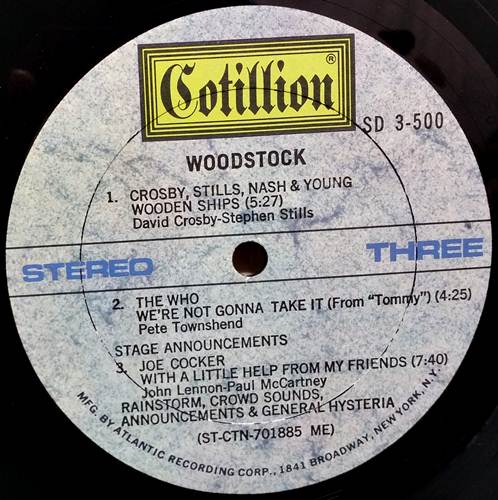 Cotillion®
SD 3-500
WOODSTOCK
1. CROSBY, STILLS, NASH & YOUNG
WOODEN SHIPS (5:27)
David Crosby-Stephen Stills
STEREO
THREE
2. THE WHO
WE'RE NOT GONNA TAKE IT (From "Tommy") (4:25)
Pete Townshend
STAGE ANNOUNCEMENTS
3. JOE COCKER
WITH A LITTLE HELP FROM MY FRIENDS (7:40)
John Lennon-Paul McCartney
RAINSTORM, CROWD SOUNDS,
ANNOUNCEMENTS & GENERAL HYSTERIA
(ST-CTN-701885 ME)
MFG. BY ATLANTIC RECORDING CORP., 1841 BROADWAY, NEW YORK, N.Y.